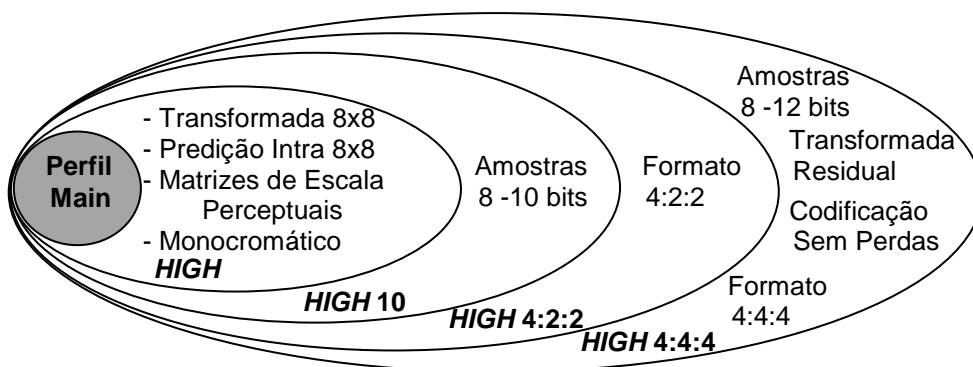 Perfil
Main
- Transformada 8x8
- Predição Intra 8x8
- Matrizes de Escala
Perceptuais
- Monocromático
HIGH
Amostras
8 -10 bits
HIGH 10
Formato
4:2:2
HIGH 4:2:2
Amostras
8 -12 bits
Transformada
Residual
Codificação
Sem Perdas
Formato
4:4:4
HIGH 4:4:4